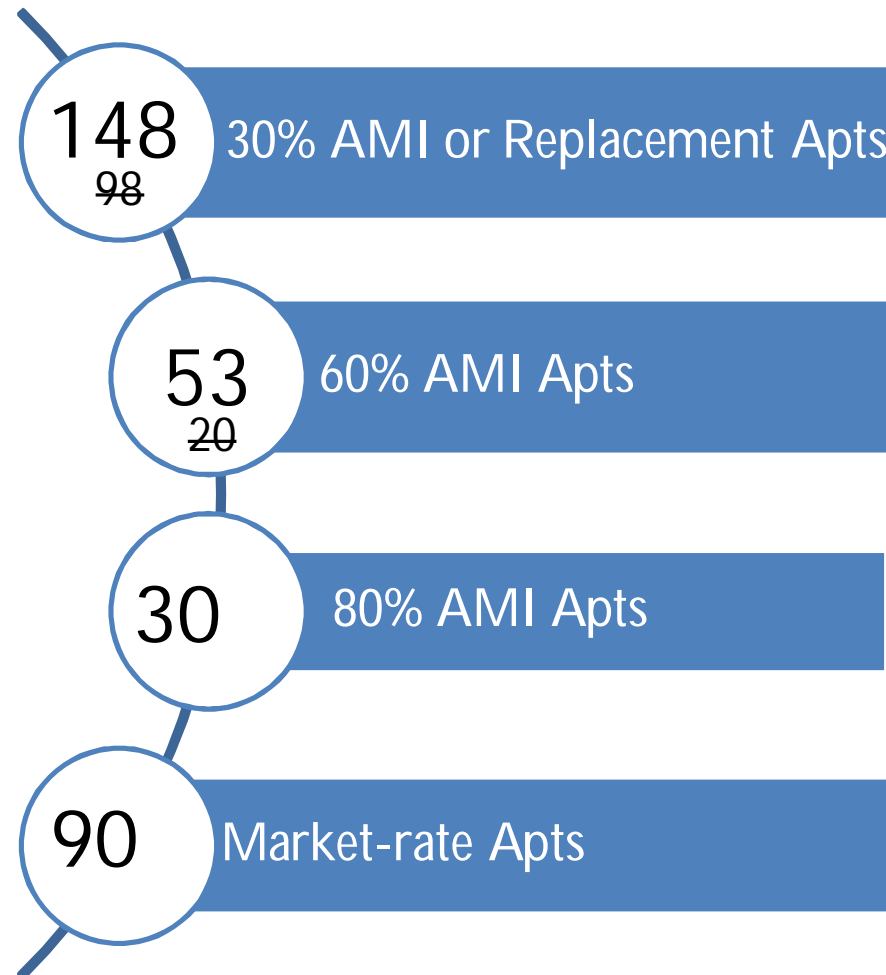 148
98
30% AMI or Replacement Apts
53
20
60% AMI Apts
30
80% AMI Apts
90
Market-rate Apts